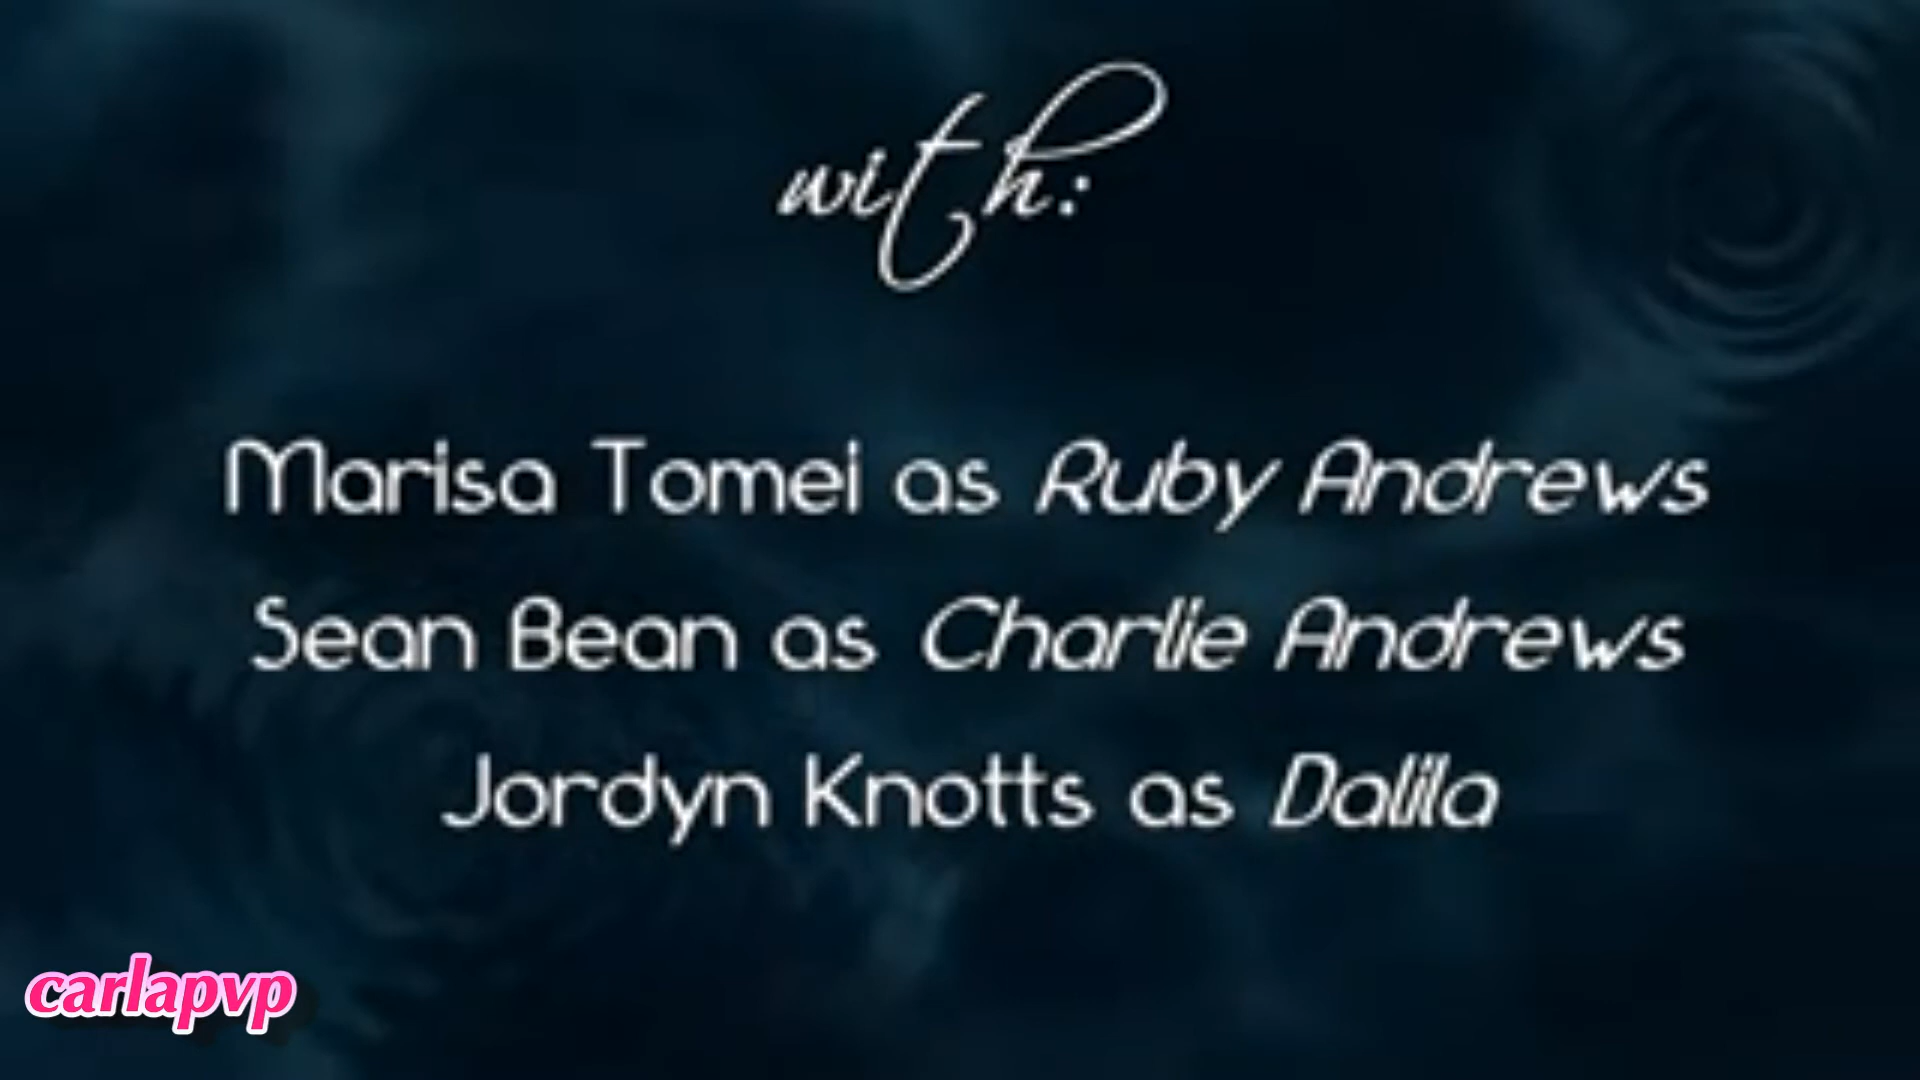 with:
Marisa Tomei as Ruby Andrews
Sean Bean as Charlie Andrews
Jordyn Knotts as Dalila
carlapvp